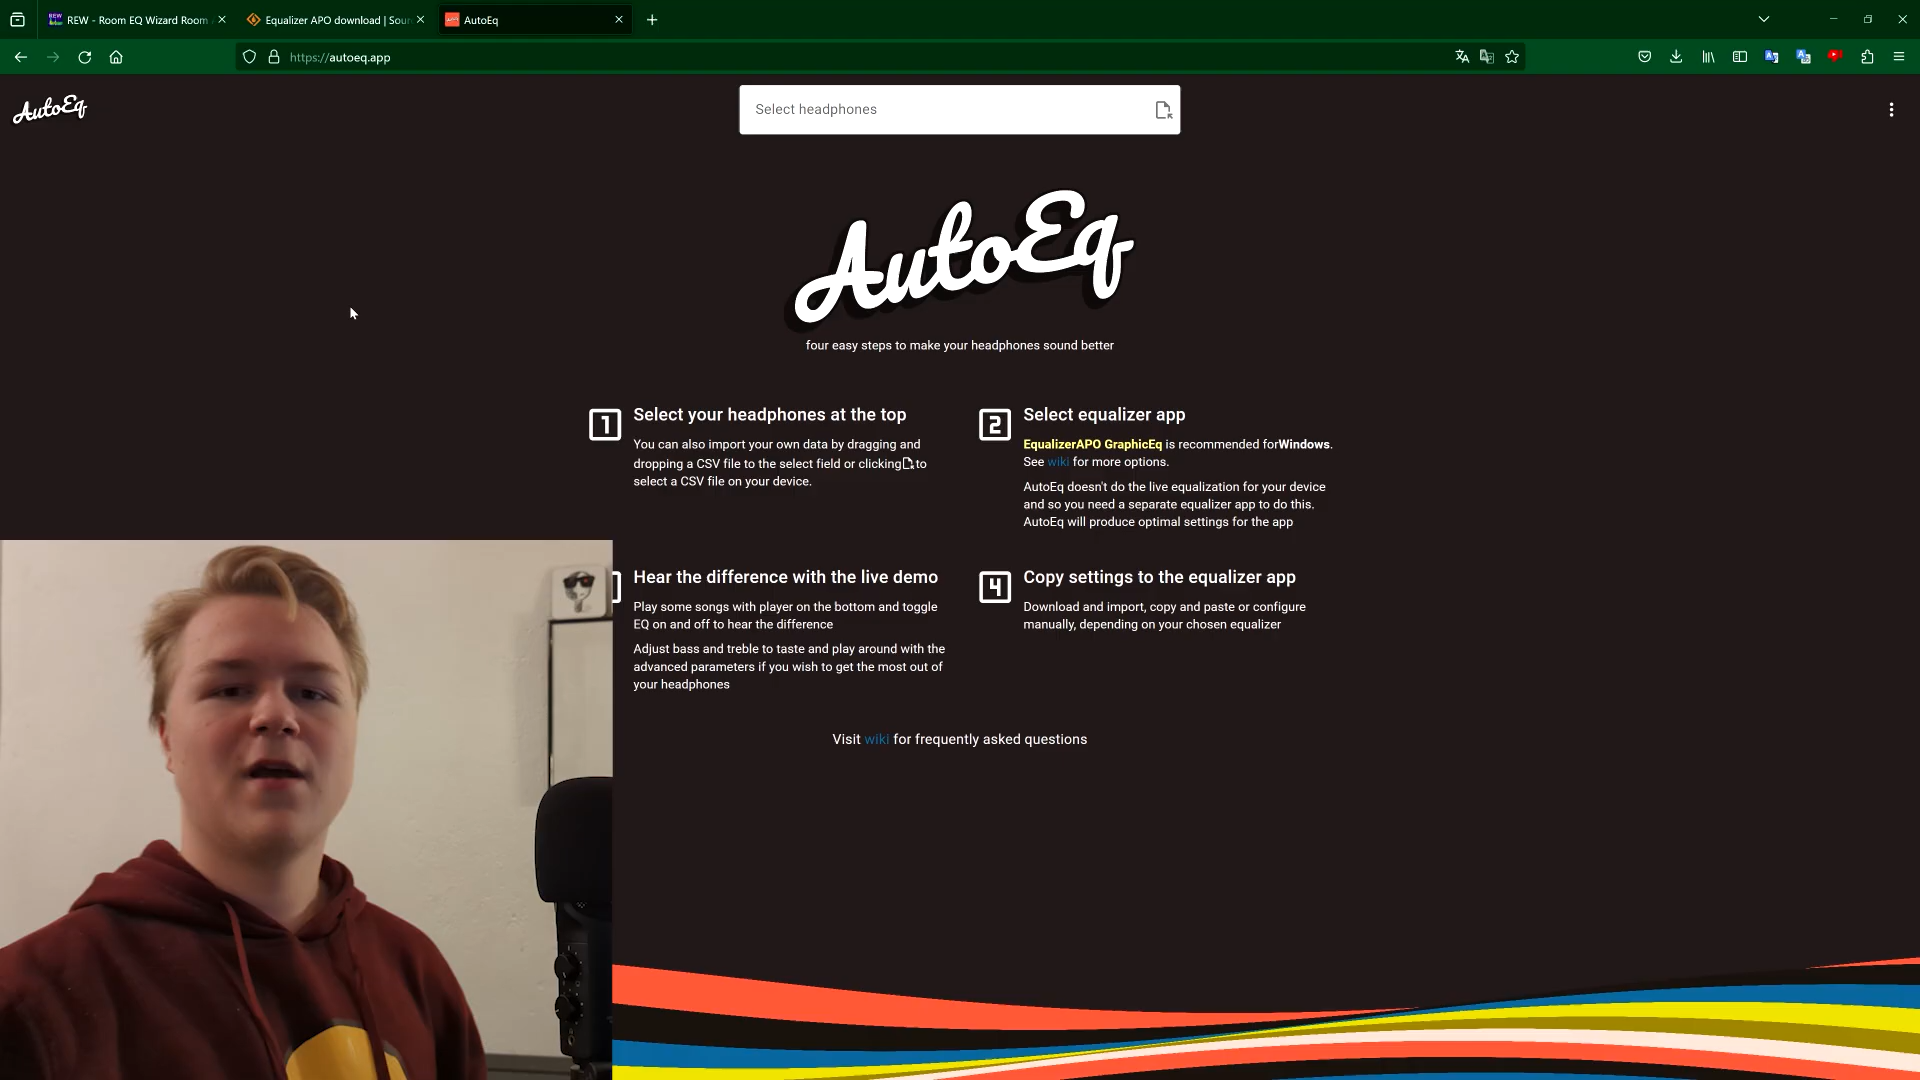 REW - Room EQ Wizard Room
Equalizer APO download | Sour
AutoEq
https://autoeq.app
AutoEq
Select headphones
AutoEq
four easy steps to make your headphones sound better
1
Select your headphones at the top
You can also import your own data by dragging and
dropping a CSV file to the select field or clicking to
select a CSV file on your device.
2
Select equalizer app
EqualizerAPO GraphicEq is recommended forWindows.
See wiki for more options.
AutoEq doesn't do the live equalization for your device
and so you need a separate equalizer app to do this.
AutoEq will produce optimal settings for the app
Hear the difference with the live demo
Play some songs with player on the bottom and toggle
EQ on and off to hear the difference
Adjust bass and treble to taste and play around with the
advanced parameters if you wish to get the most out of
your headphones
4
Copy settings to the equalizer app
Download and import, copy and paste or configure
manually, depending on your chosen equalizer
Visit wiki for frequently asked questions